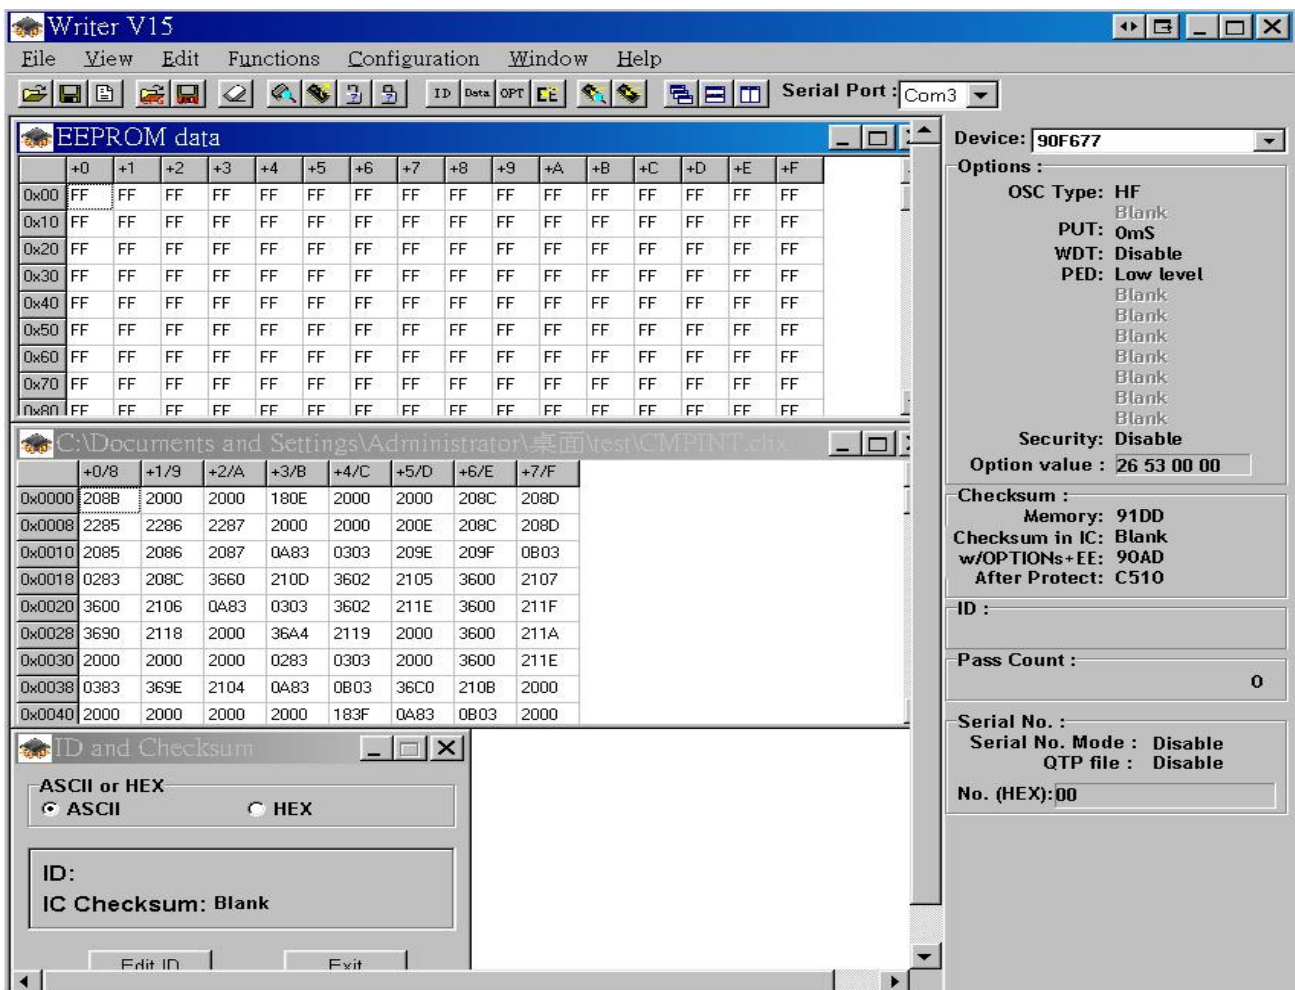 Writer V15
File View Edit Functions Configuration Window Help
ID Data OPT EE Serial Port : Com3
EEPROM data
+0 +1 +2 +3 +4 +5 +6 +7 +8 +9 +A +B +C +D +E +F
0x00 FF FF FF FF FF FF FF FF FF FF FF FF FF FF FF FF
0x10 FF FF FF FF FF FF FF FF FF FF FF FF FF FF FF FF
0x20 FF FF FF FF FF FF FF FF FF FF FF FF FF FF FF FF
0x30 FF FF FF FF FF FF FF FF FF FF FF FF FF FF FF FF
0x40 FF FF FF FF FF FF FF FF FF FF FF FF FF FF FF FF
0x50 FF FF FF FF FF FF FF FF FF FF FF FF FF FF FF FF
0x60 FF FF FF FF FF FF FF FF FF FF FF FF FF FF FF FF
0x70 FF FF FF FF FF FF FF FF FF FF FF FF FF FF FF FF
0x80 FF FF FF FF FF FF FF FF FF FF FF FF FF FF FF FF
C:\Documents and Settings\Administrator\桌面\test\CMPINT.chx
+0/8 +1/9 +2/A +3/B +4/C +5/D +6/E +7/F
0x0000 208B 2000 2000 180E 2000 2000 208C 208D
0x0008 2285 2286 2287 2000 2000 200E 208C 208D
0x0010 2085 2086 2087 0A83 0303 209E 209F 0B03
0x0018 0283 208C 3660 210D 3602 2105 3600 2107
0x0020 3600 2106 0A83 0303 3602 211E 3600 211F
0x0028 3690 2118 2000 36A4 2119 2000 3600 211A
0x0030 2000 2000 2000 0283 0303 2000 3600 211E
0x0038 0383 369E 2104 0A83 0B03 36C0 210B 2000
0x0040 2000 2000 2000 2000 183F 0A83 0B03 2000
ID and Checksum
ASCII or HEX
ASCII HEX
ID:
IC Checksum: Blank
Edit ID Exit
Device: 90F677
Options :
OSC Type: HF
Blank
PUT: 0mS
WDT: Disable
PED: Low level
Blank
Blank
Blank
Blank
Blank
Blank
Blank
Security: Disable
Option value : 26 53 00 00
Checksum :
Memory: 91DD
Checksum in IC: Blank
w/OPTIONs+EE: 90AD
After Protect: C510
ID :
Pass Count :
0
Serial No. :
Serial No. Mode : Disable
QTP file : Disable
No. (HEX): 00